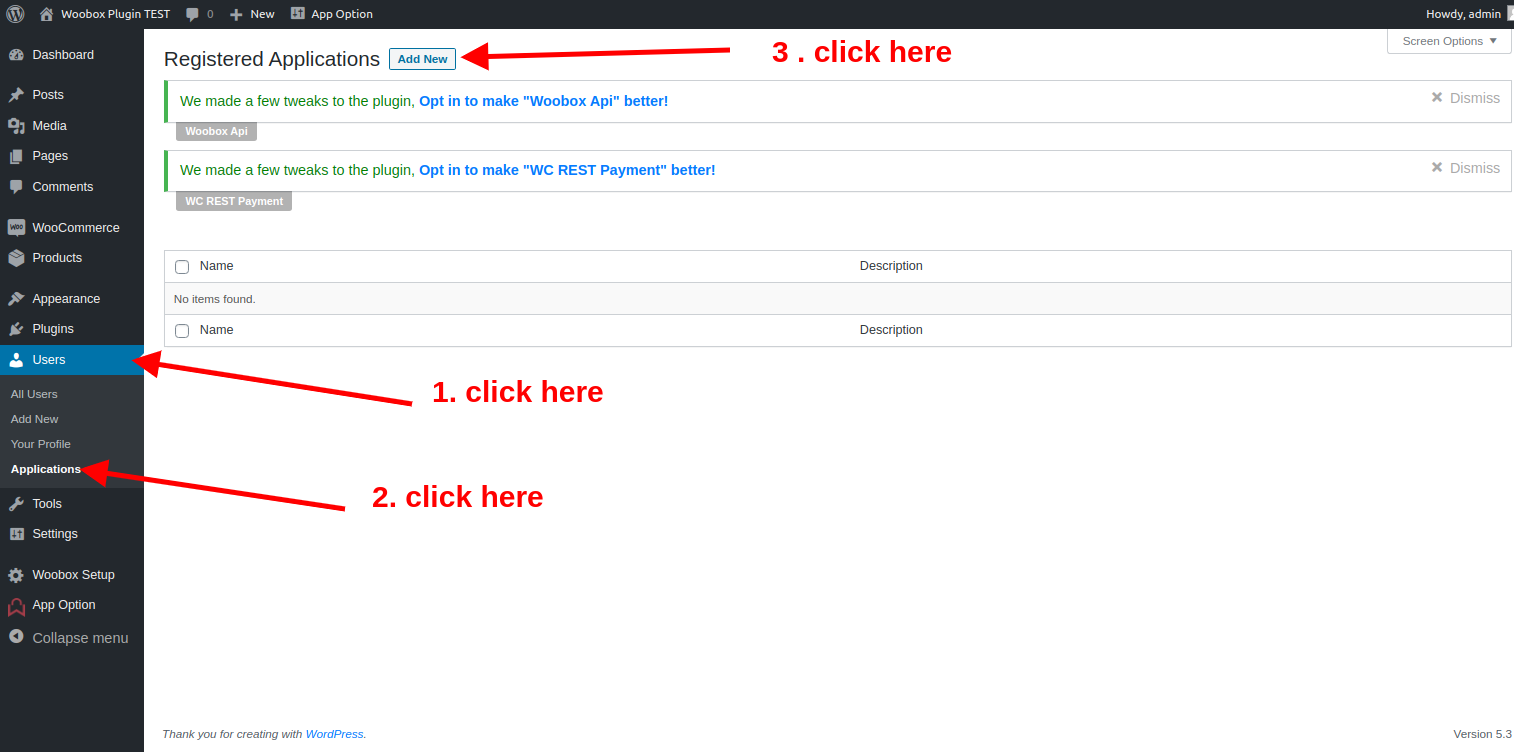 Woobox Plugin TEST 0 New App Option Howdy, admin
Dashboard
Posts
Media
Pages
Comments
WooCommerce
Products
Appearance
Plugins
Users
All Users
Add New
Your Profile
Applications
Tools
Settings
Woobox Setup
App Option
Collapse menu
Registered Applications Add New
3 . click here
Screen Options
We made a few tweaks to the plugin, Opt in to make "Woobox Api" better! Dismiss
Woobox Api
We made a few tweaks to the plugin, Opt in to make "WC REST Payment" better! Dismiss
WC REST Payment
Name Description
No items found.
Name Description
1. click here
2. click here
Thank you for creating with WordPress. Version 5.3